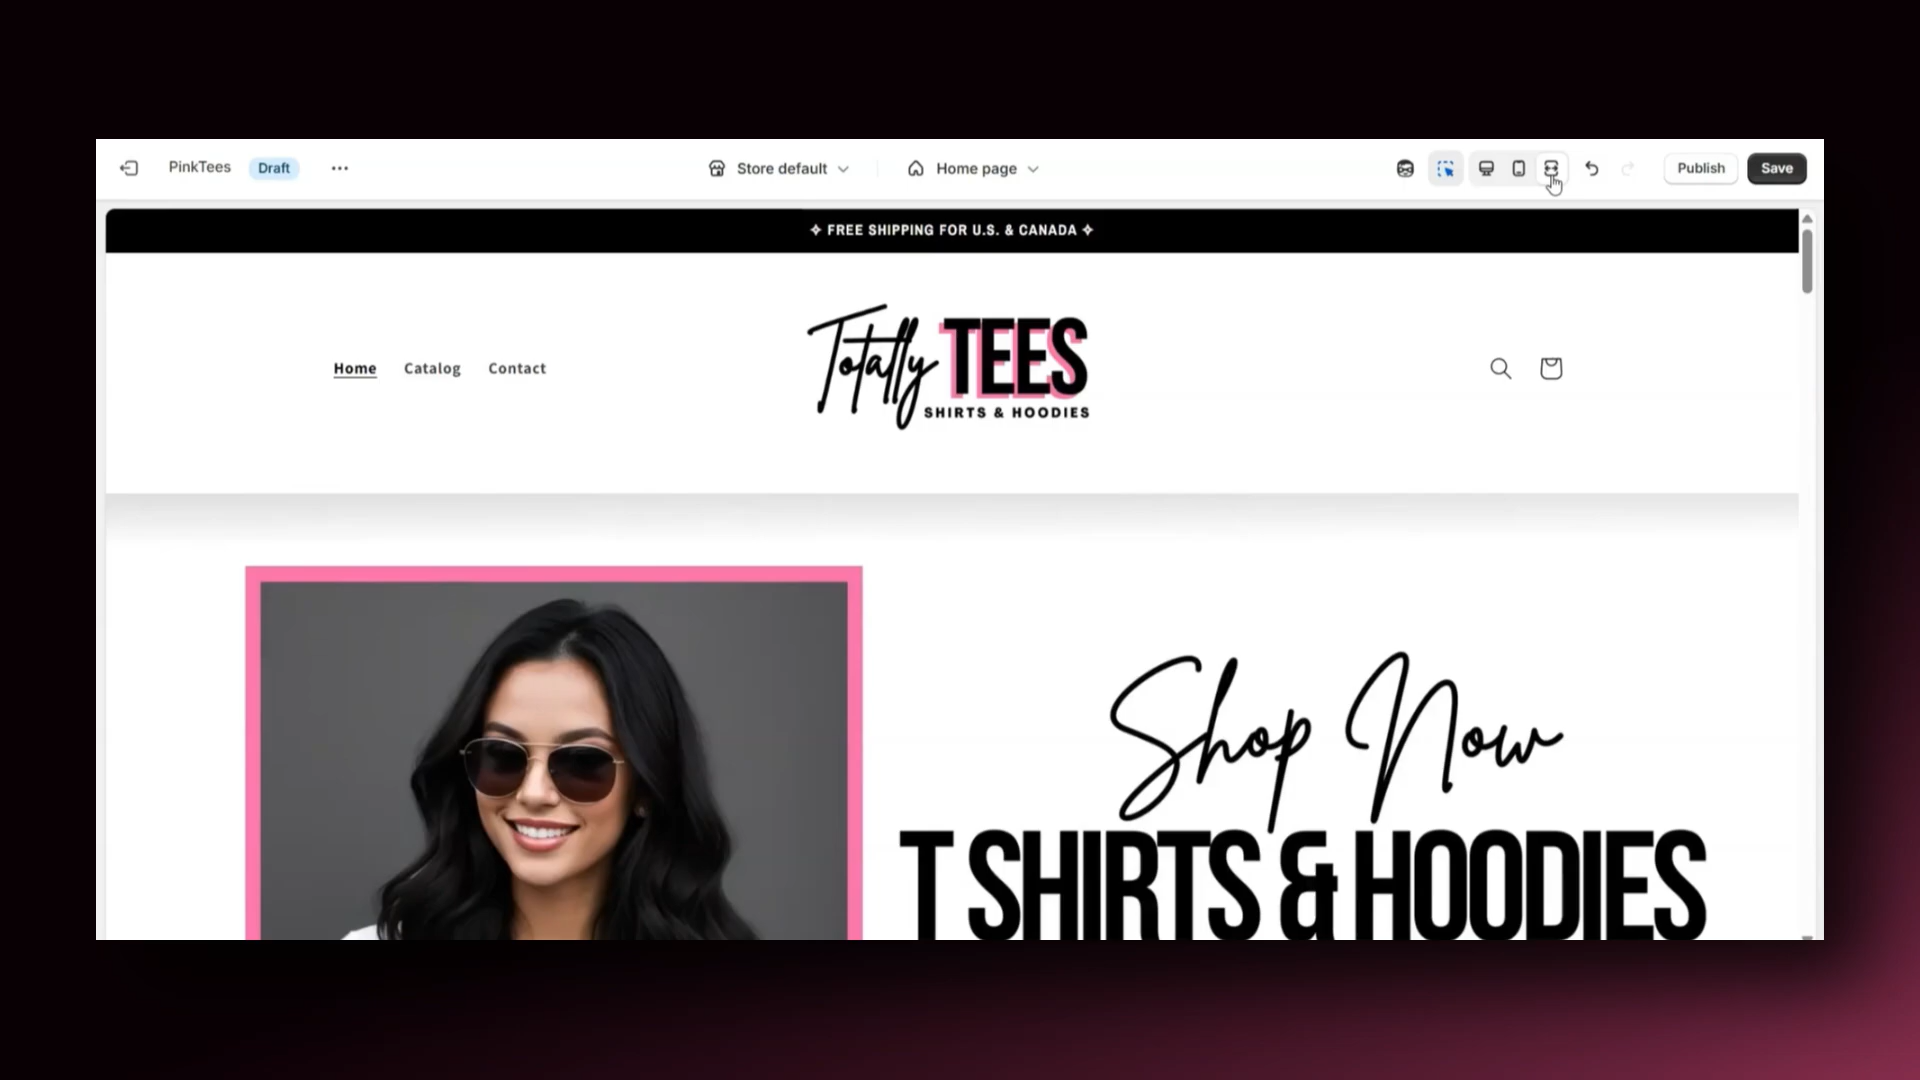 PinkTees Draft ··· Store default Home page Publish Save
✧ FREE SHIPPING FOR U.S. & CANADA ✧
Home Catalog Contact
Totally TEES
SHIRTS & HOODIES
Shop Now
T SHIRTS & HOODIES